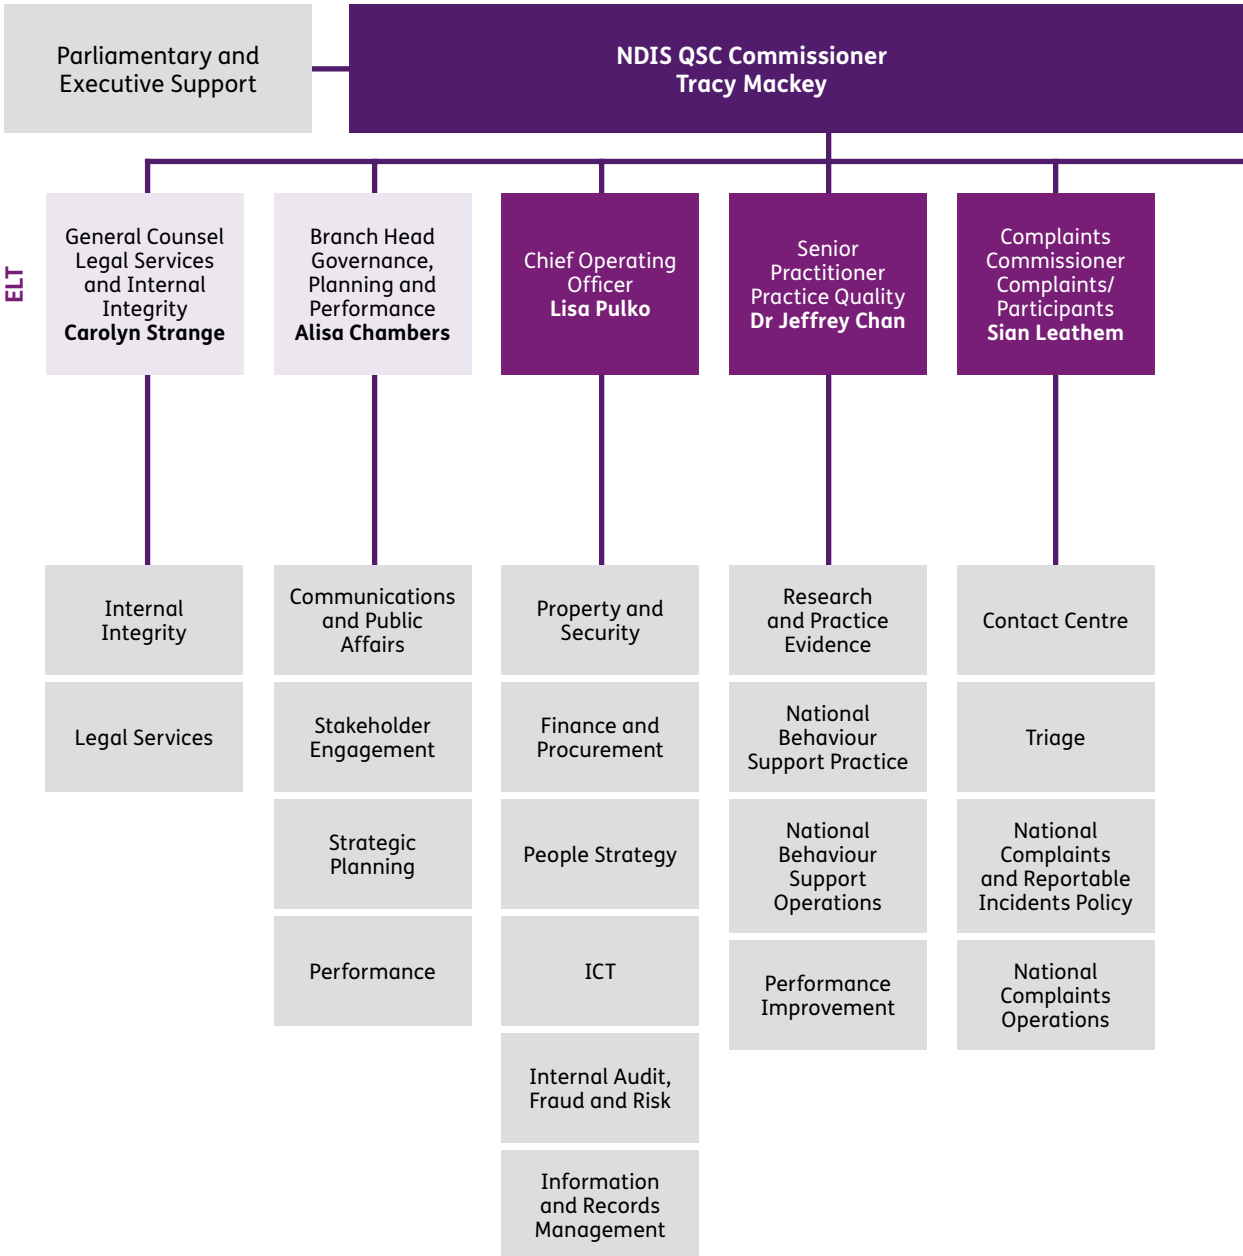 Parliamentary and
Executive Support
NDIS QSC Commissioner
Tracy Mackey
ELT
General Counsel
Legal Services
and Internal
Integrity
Carolyn Strange
Branch Head
Governance,
Planning and
Performance
Alisa Chambers
Chief Operating
Officer
Lisa Pulko
Senior
Practitioner
Practice Quality
Dr Jeffrey Chan
Complaints
Commissioner
Complaints/
Participants
Sian Leathem
Internal
Integrity
Legal Services
Communications
and Public
Affairs
Stakeholder
Engagement
Strategic
Planning
Performance
Property and
Security
Finance and
Procurement
People Strategy
ICT
Internal Audit,
Fraud and Risk
Information
and Records
Management
Research
and Practice
Evidence
National
Behaviour
Support Practice
National
Behaviour
Support
Operations
Performance
Improvement
Contact Centre
Triage
National
Complaints
and Reportable
Incidents Policy
National
Complaints
Operations